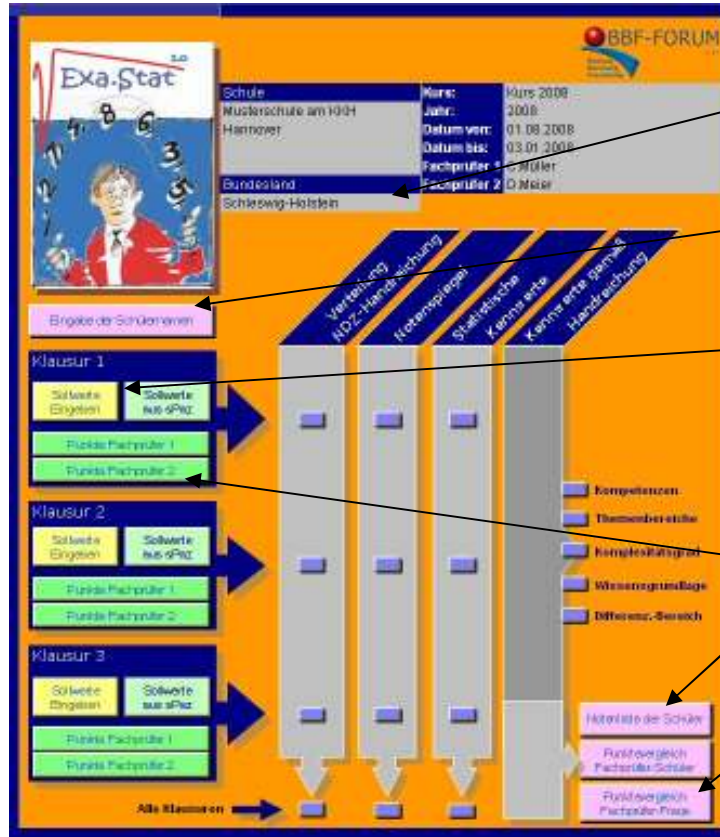 BBF-FORUM
Exa.Stat
2.0
Schule
Musterschule am KKH
Hannover
Bundesland
Schleswig-Holstein
Kurs: Kurs 2008
Jahr: 2008
Datum von: 01.08.2008
Datum bis: 03.01.2008
Fachprüfer 1 C.Müller
Fachprüfer 2 D.Meier
Verteilung
NDZ-Handreichung
Notenspiegel
Statistische
Kennwerte
Kennwerte gemäß
Handreichung
Eingabe der Schülernamen
Klausur 1
Sollwerte
Eingeben
Sollwerte
aus sPaz
Punkte Fachprüfer 1
Punkte Fachprüfer 2
Klausur 2
Sollwerte
Eingeben
Sollwerte
aus sPaz
Punkte Fachprüfer 1
Punkte Fachprüfer 2
Klausur 3
Sollwerte
Eingeben
Sollwerte
aus sPaz
Punkte Fachprüfer 1
Punkte Fachprüfer 2
Alle Klausuren
Kompetenzen
Themenbereiche
Komplexitätsgrad
Wissensgrundlage
Differenz.-Bereich
Notenliste der Schüler
Punktevergleich
Fachprüfer-Schüler
Punktevergleich
Fachprüfer-Frage